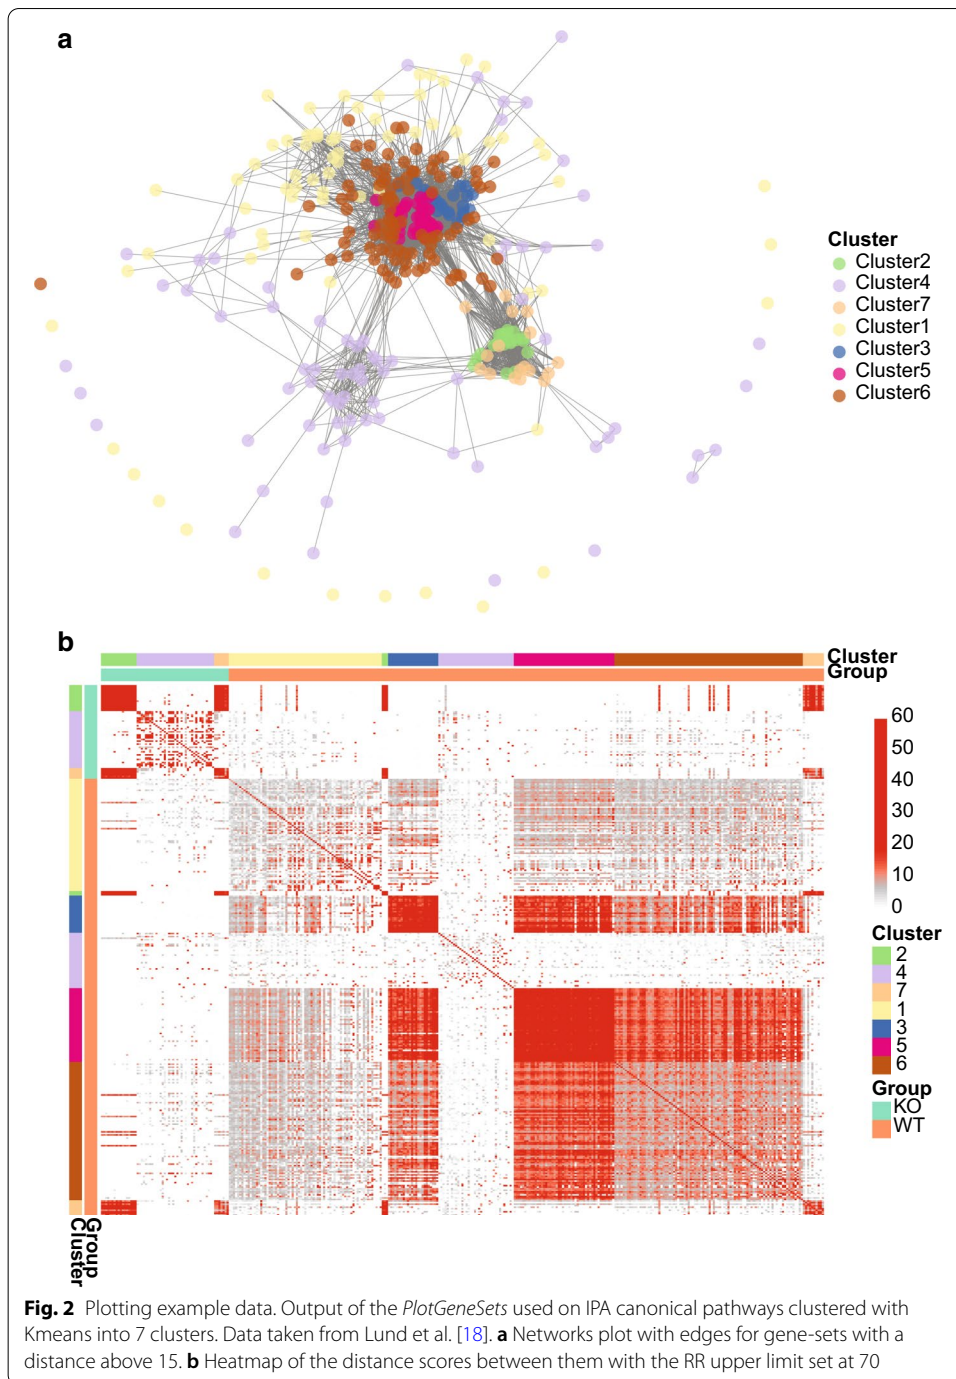 a
Cluster
Cluster2
Cluster4
Cluster7
Cluster1
Cluster3
Cluster5
Cluster6
b
Cluster
Group
60
50
40
30
20
10
0
Cluster
2
4
7
1
3
5
6
Group
KO
WT
Cluster
Group
Fig. 2 Plotting example data. Output of the PlotGeneSets used on IPA canonical pathways clustered with
Kmeans into 7 clusters. Data taken from Lund et al. [18]. a Networks plot with edges for gene-sets with a
distance above 15. b Heatmap of the distance scores between them with the RR upper limit set at 70